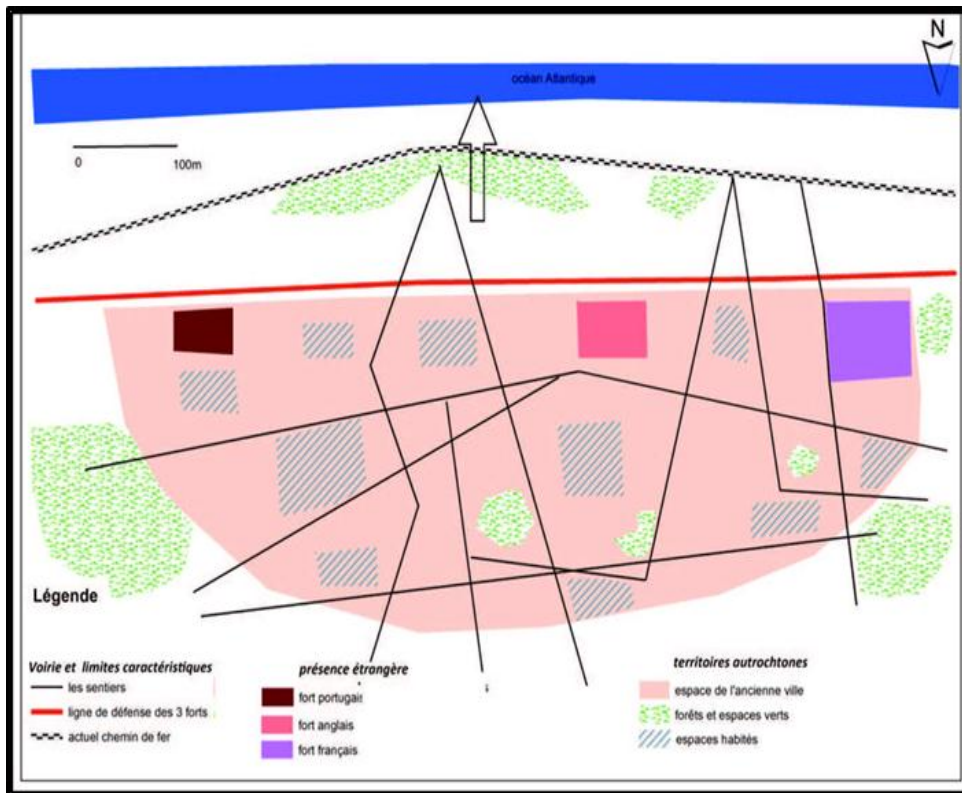 N
océan Atlantique
0 100m
Légende
Voirie et limites caractéristiques
les sentiers
ligne de défense des 3 forts
actuel chemin de fer
présence étrangère
fort portugais
fort anglais
fort français
territoires autrochtones
espace de l'ancienne ville
forêts et espaces verts
espaces habités